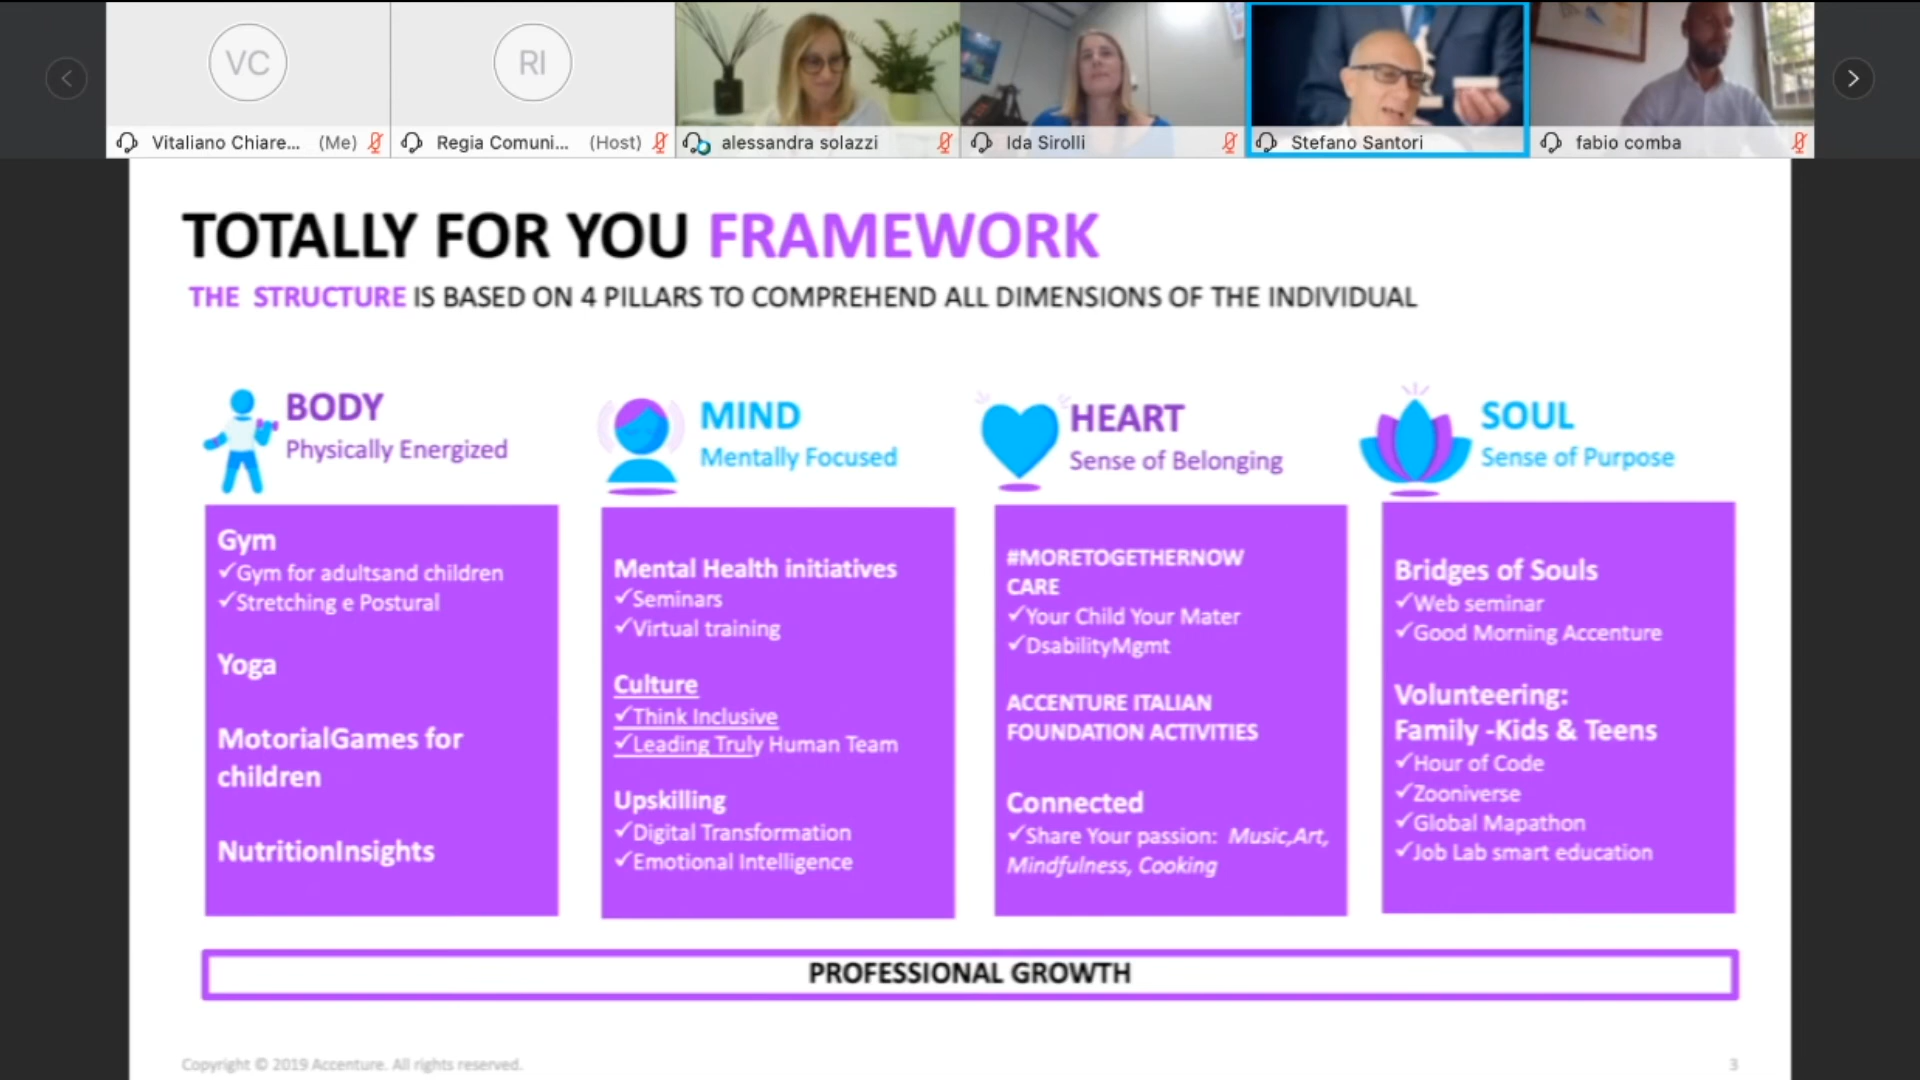 VC
RI
Vitaliano Chiare... (Me)
Regia Comuni... (Host)
alessandra solazzi
Ida Sirolli
Stefano Santori
fabio comba
TOTALLY FOR YOU FRAMEWORK
THE STRUCTURE IS BASED ON 4 PILLARS TO COMPREHEND ALL DIMENSIONS OF THE INDIVIDUAL
BODY
Physically Energized
Gym
✓Gym for adultsand children
✓Stretching e Postural
Yoga
MotorialGames for
children
NutritionInsights
MIND
Mentally Focused
Mental Health initiatives
✓Seminars
✓Virtual training
Culture
✓Think Inclusive
✓Leading Truly Human Team
Upskilling
✓Digital Transformation
✓Emotional Intelligence
HEART
Sense of Belonging
#MORETOGETHERNOW
CARE
✓Your Child Your Mater
✓DsabilityMgmt
ACCENTURE ITALIAN
FOUNDATION ACTIVITIES
Connected
✓Share Your passion: Music,Art,
Mindfulness, Cooking
SOUL
Sense of Purpose
Bridges of Souls
✓Web seminar
✓Good Morning Accenture
Volunteering:
Family -Kids & Teens
✓Hour of Code
✓Zooniverse
✓Global Mapathon
✓Job Lab smart education
PROFESSIONAL GROWTH
Copyright © 2019 Accenture. All rights reserved.
3